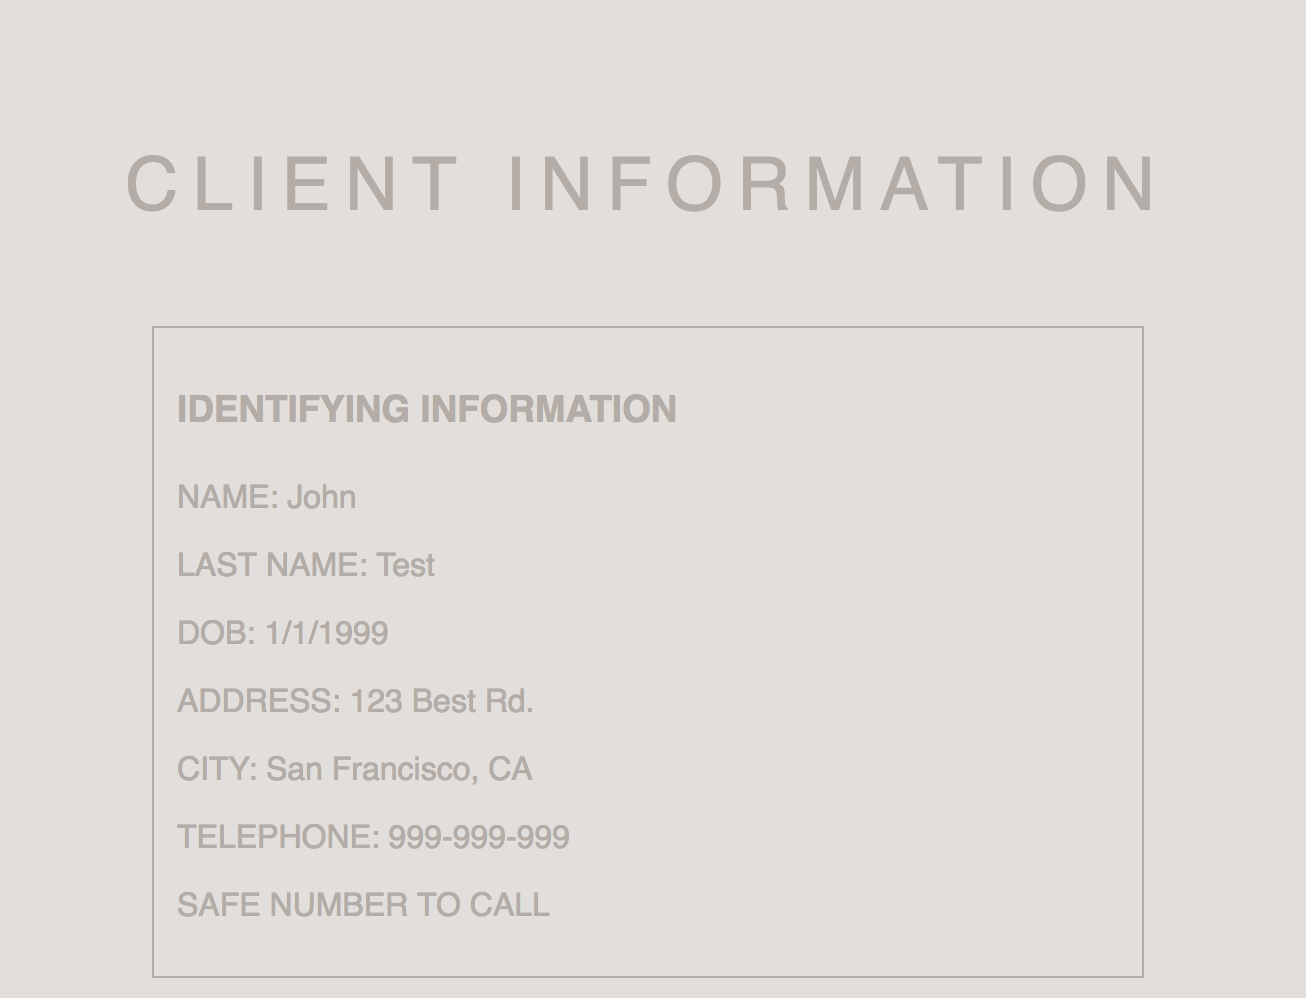 CLIENT INFORMATION
IDENTIFYING INFORMATION
NAME: John
LAST NAME: Test
DOB: 1/1/1999
ADDRESS: 123 Best Rd.
CITY: San Francisco, CA
TELEPHONE: 999-999-999
SAFE NUMBER TO CALL